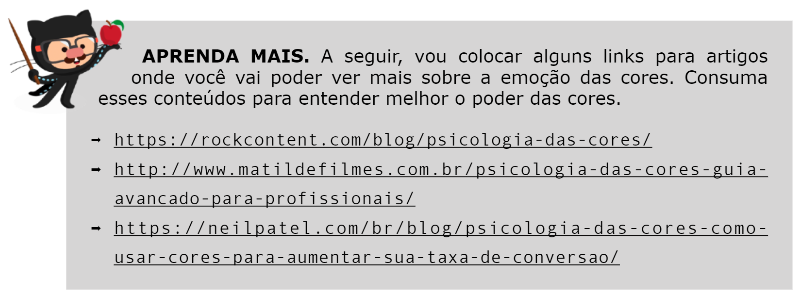 APRENDA MAIS. A seguir, vou colocar alguns links para artigos
onde você vai poder ver mais sobre a emoção das cores. Consuma
esses conteúdos para entender melhor o poder das cores.
➡ https://rockcontent.com/blog/psicologia-das-cores/
➡ http://www.matildefilmes.com.br/psicologia-das-cores-guia-
avancado-para-profissionais/
➡ https://neilpatel.com/br/blog/psicologia-das-cores-como-
usar-cores-para-aumentar-sua-taxa-de-conversao/